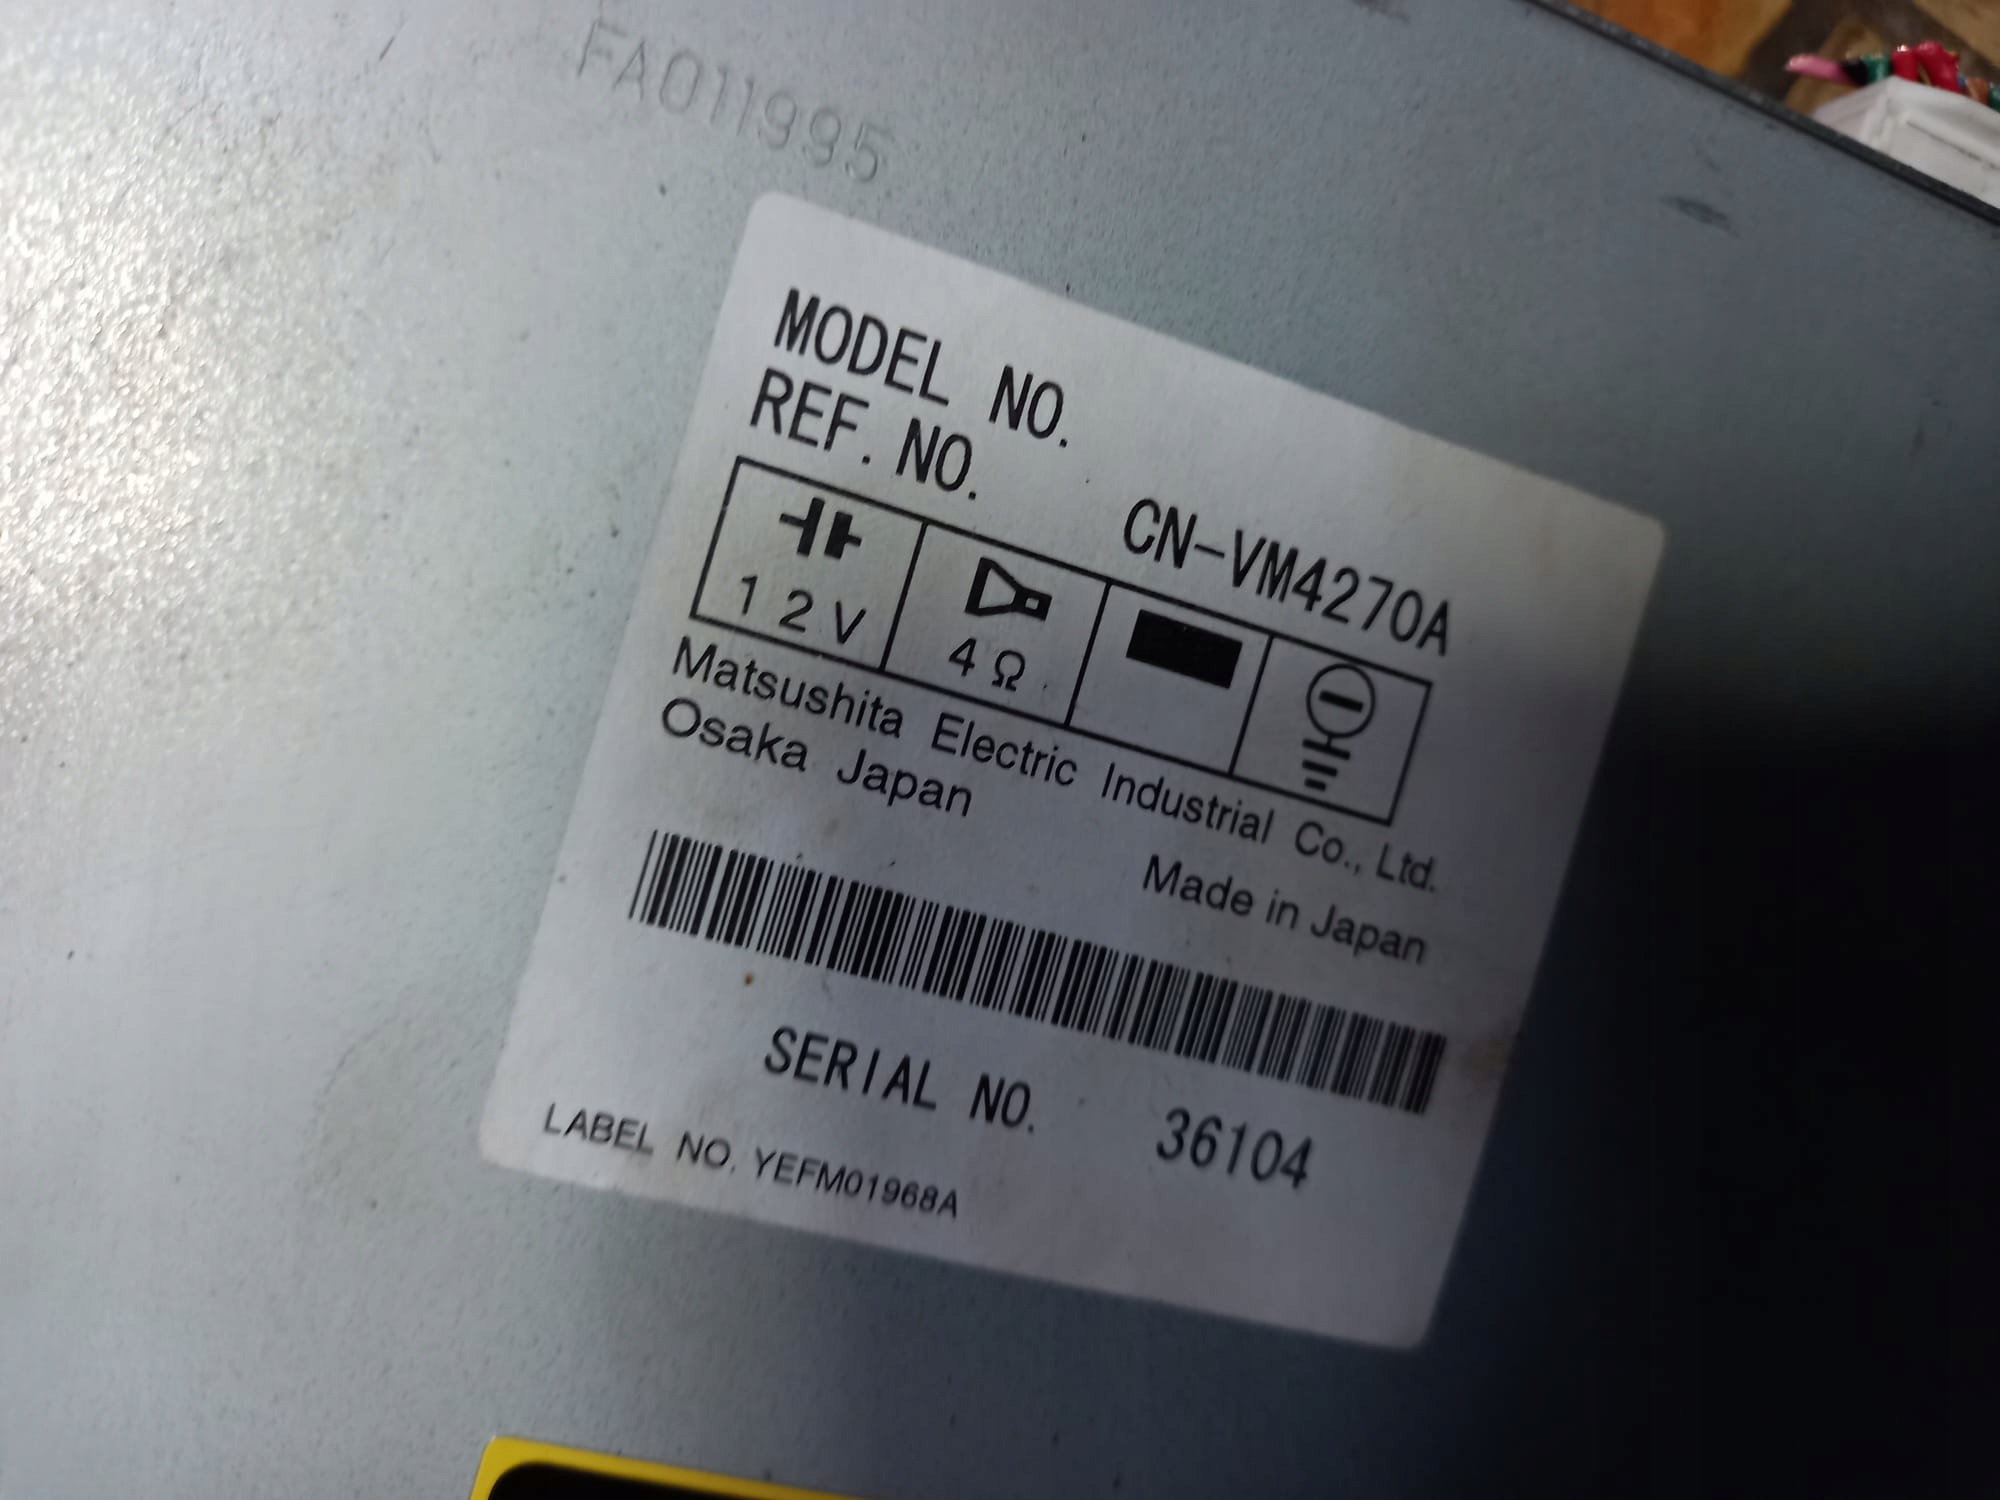 FA011995
MODEL NO.
REF. NO. CN-VM4270A
12V 4Ω
Matsushita Electric Industrial Co., Ltd.
Osaka Japan
Made in Japan
SERIAL NO. 36104
LABEL NO. YEFM01968A